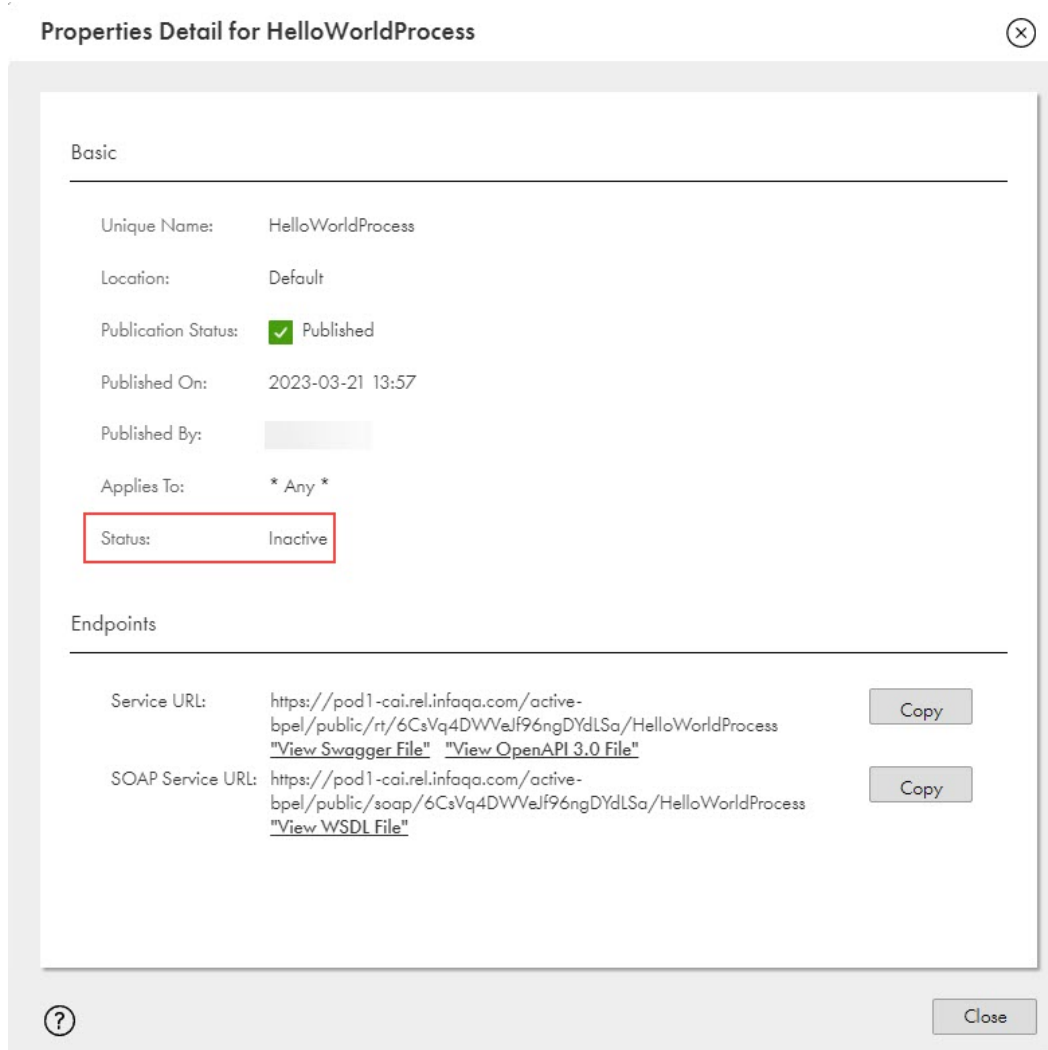 Properties Detail for HelloWorldProcess
Basic
Unique Name: HelloWorldProcess
Location: Default
Publication Status: Published
Published On: 2023-03-21 13:57
Published By:
Applies To: * Any *
Status: Inactive
Endpoints
Service URL: https://pod1-cai.rel.infaqa.com/active-
bpel/public/rt/6CsVq4DWVeJf96ngDYdLSa/HelloWorldProcess
Copy
"View Swagger File" "View OpenAPI 3.0 File"
SOAP Service URL: https://pod1-cai.rel.infaqa.com/active-
bpel/public/soap/6CsVq4DWVeJf96ngDYdLSa/HelloWorldProcess
Copy
"View WSDL File"
? Close